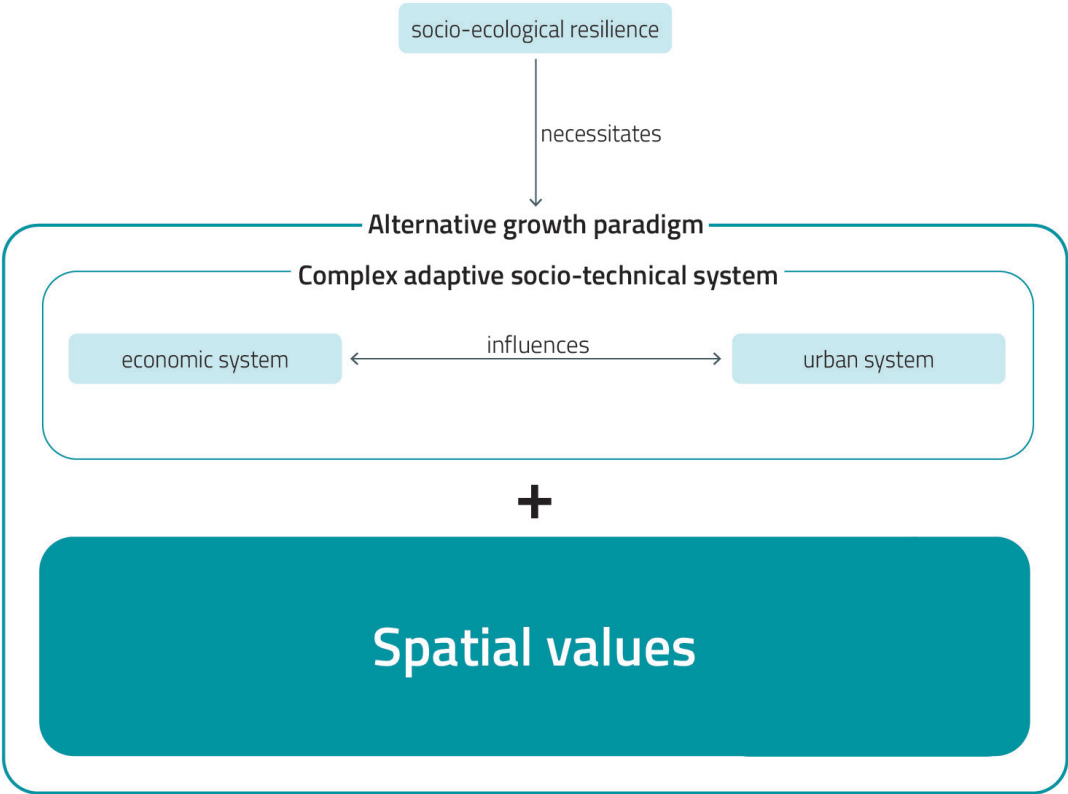 socio-ecological resilience
necessitates
Alternative growth paradigm
Complex adaptive socio-technical system
economic system
influences
urban system
+
Spatial values